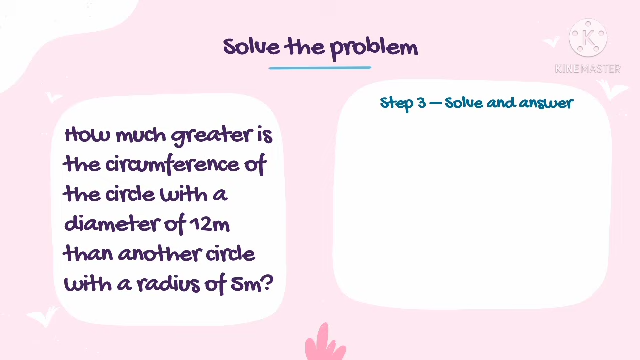 Solve the problem
K
KINEMASTER
Step 3 — Solve and answer
How much greater is
the circumference of
the circle with a
diameter of 12m
than another circle
with a radius of 5m?